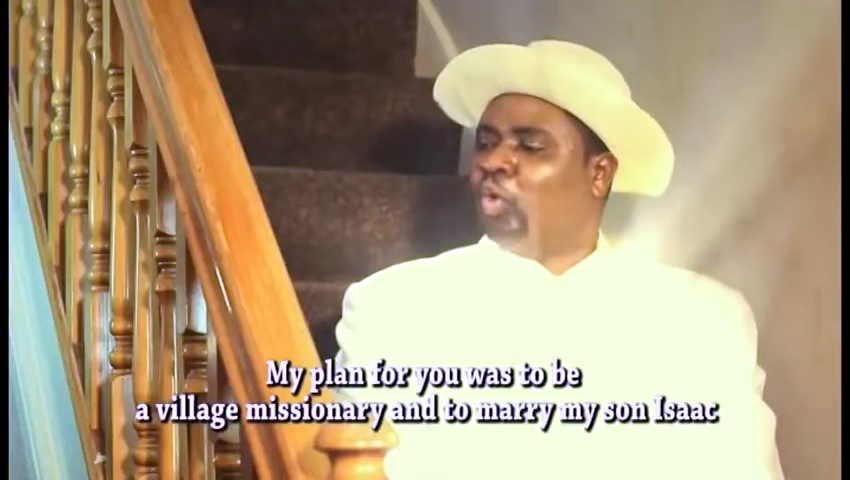 My plan for you was to be
a village missionary and to marry my son Isaac